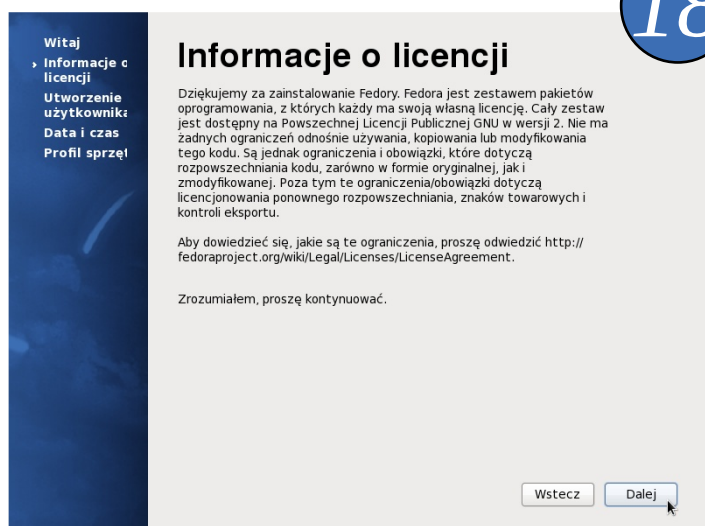 18
Witaj
Informacje o
licencji
Utworzenie
użytkownika
Data i czas
Profil sprzęt
Informacje o licencji
Dziękujemy za zainstalowanie Fedory. Fedora jest zestawem pakietów
oprogramowania, z których każdy ma swoją własną licencję. Cały zestaw
jest dostępny na Powszechnej Licencji Publicznej GNU w wersji 2. Nie ma
żadnych ograniczeń odnośnie używania, kopiowania lub modyfikowania
tego kodu. Są jednak ograniczenia i obowiązki, które dotyczą
rozpowszechniania kodu, zarówno w formie oryginalnej, jak i
zmodyfikowanej. Poza tym te ograniczenia/obowiązki dotyczą
licencjonowania ponownego rozpowszechniania, znaków towarowych i
kontroli eksportu.
Aby dowiedzieć się, jakie są te ograniczenia, proszę odwiedzić http://
fedoraproject.org/wiki/Legal/Licenses/LicenseAgreement.
Zrozumiałem, proszę kontynuować.
Wstecz
Dalej